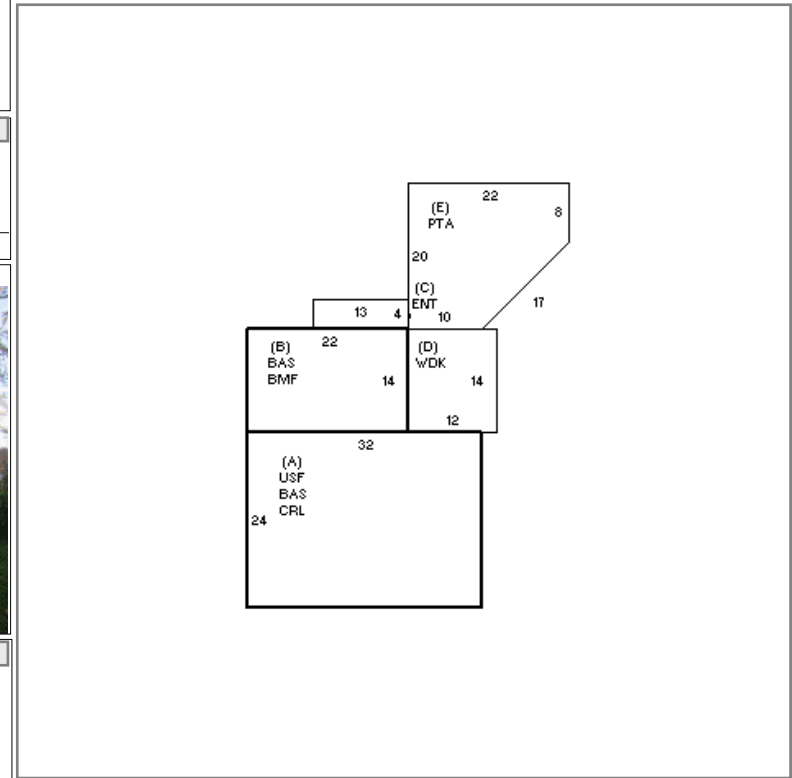 22
(E)
PTA
8
20
(C)
ENT
17
13
4
10
22
(B)
BAS
BMF
14
(D)
WDK
14
12
32
(A)
USF
BAS
CRL
24